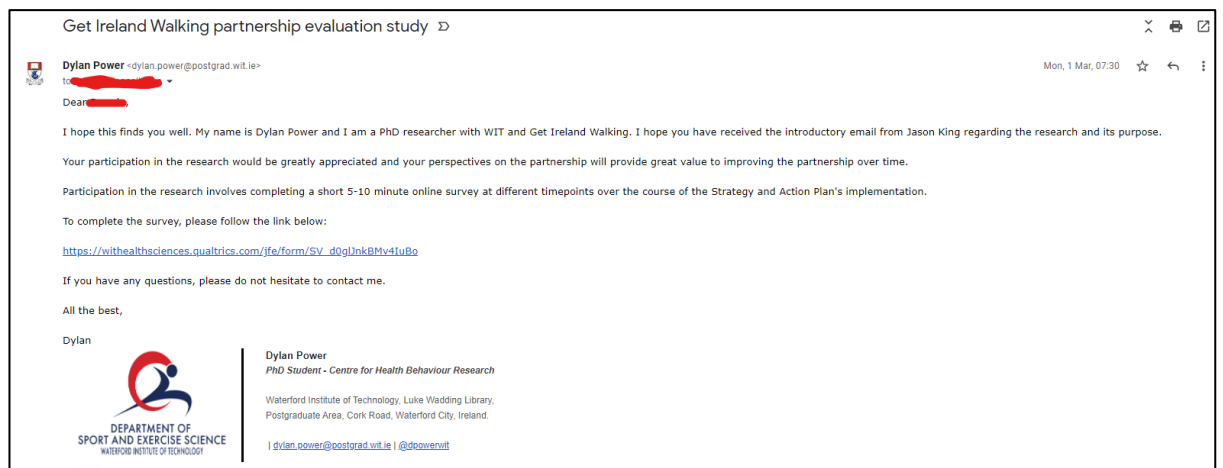 Get Ireland Walking partnership evaluation study
Dylan Power <dylan.power@postgrad.wit.ie>
Mon, 1 Mar, 07:30
to
Dear
,
I hope this finds you well. My name is Dylan Power and I am a PhD researcher with WIT and Get Ireland Walking. I hope you have received the introductory email from Jason King regarding the research and its purpose.
Your participation in the research would be greatly appreciated and your perspectives on the partnership will provide great value to improving the partnership over time.
Participation in the research involves completing a short 5-10 minute online survey at different timepoints over the course of the Strategy and Action Plan's implementation.
To complete the survey, please follow the link below:
https://withealthsciences.qualtrics.com/jfe/form/SV_d0glJnkBMv4IuBo
If you have any questions, please do not hesitate to contact me.
All the best,
Dylan
DEPARTMENT OF
SPORT AND EXERCISE SCIENCE
WATERFORD INSTITUTE OF TECHNOLOGY
Dylan Power
PhD Student - Centre for Health Behaviour Research
Waterford Institute of Technology, Luke Wadding Library,
Postgraduate Area, Cork Road, Waterford City, Ireland.
| dylan.power@postgrad.wit.ie | @dpowerwit